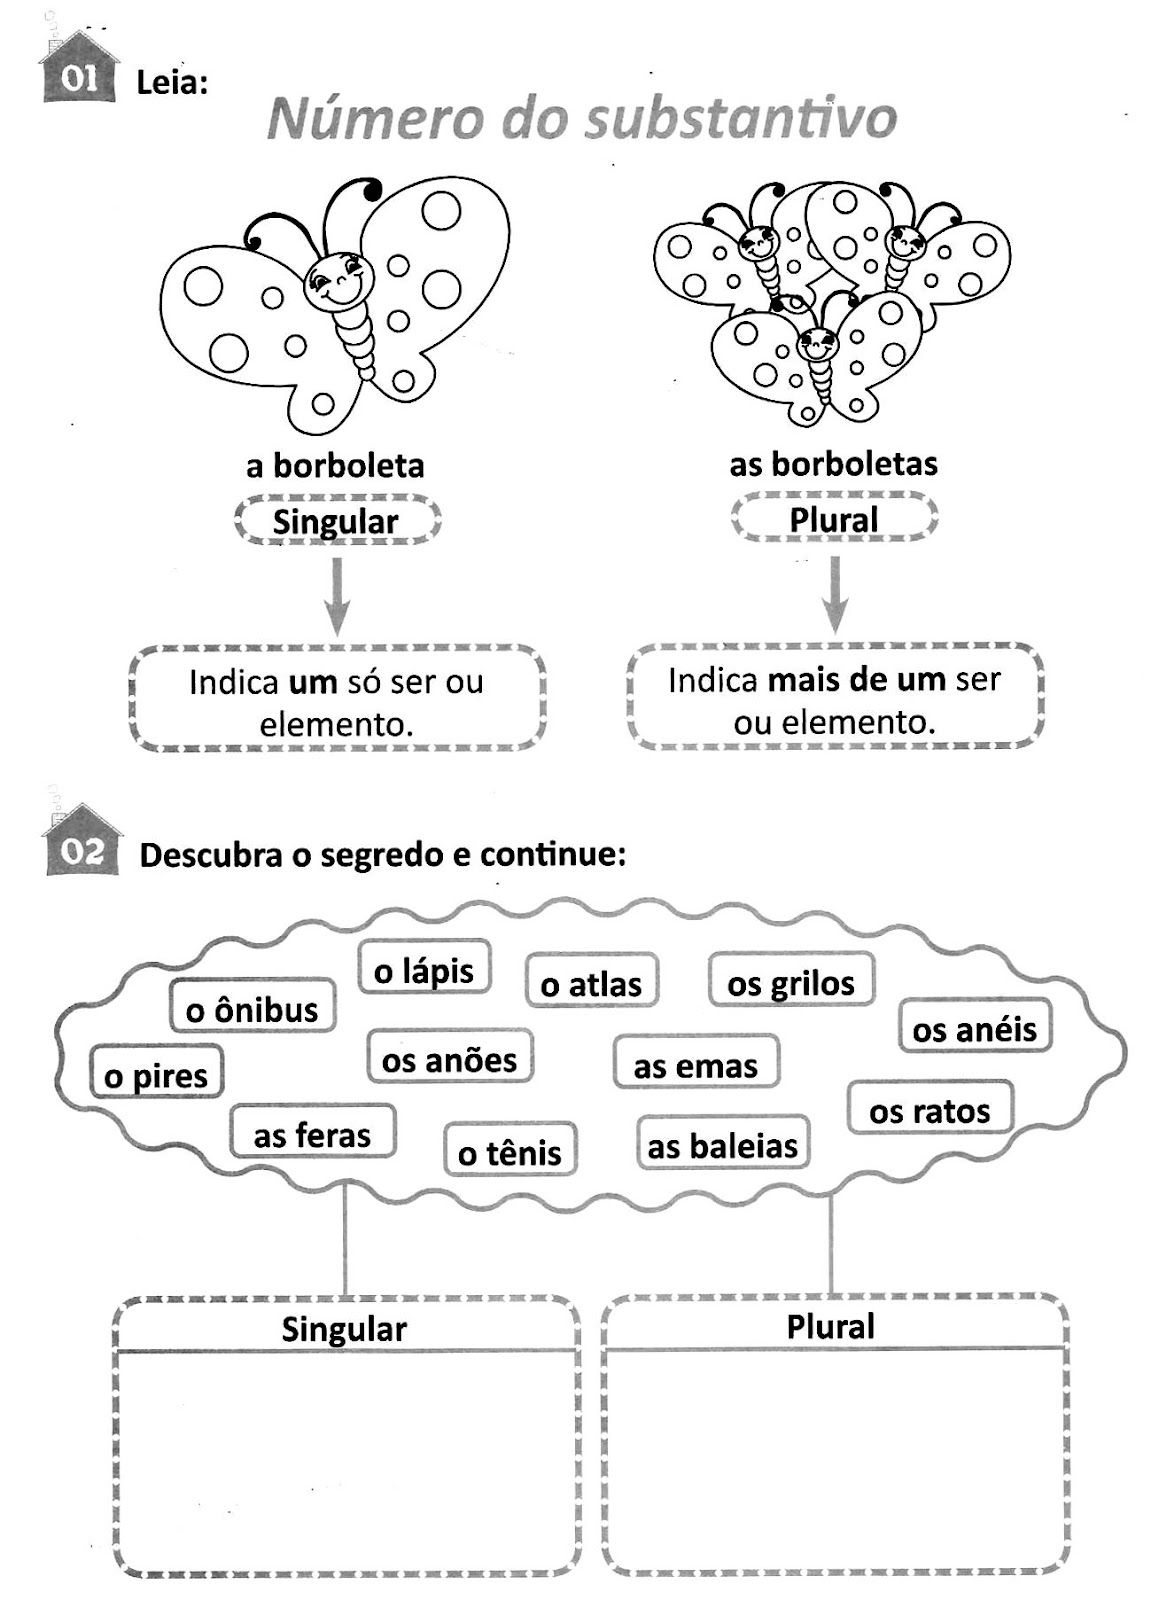 01 Leia:
Número do substantivo
a borboleta
as borboletas
Singular
Plural
Indica um só ser ou
elemento.
Indica mais de um ser
ou elemento.
02 Descubra o segredo e continue:
o lápis
o atlas
os grilos
o ônibus
os anéis
os anões
as emas
o pires
os ratos
as feras
o tênis
as baleias
Singular
Plural